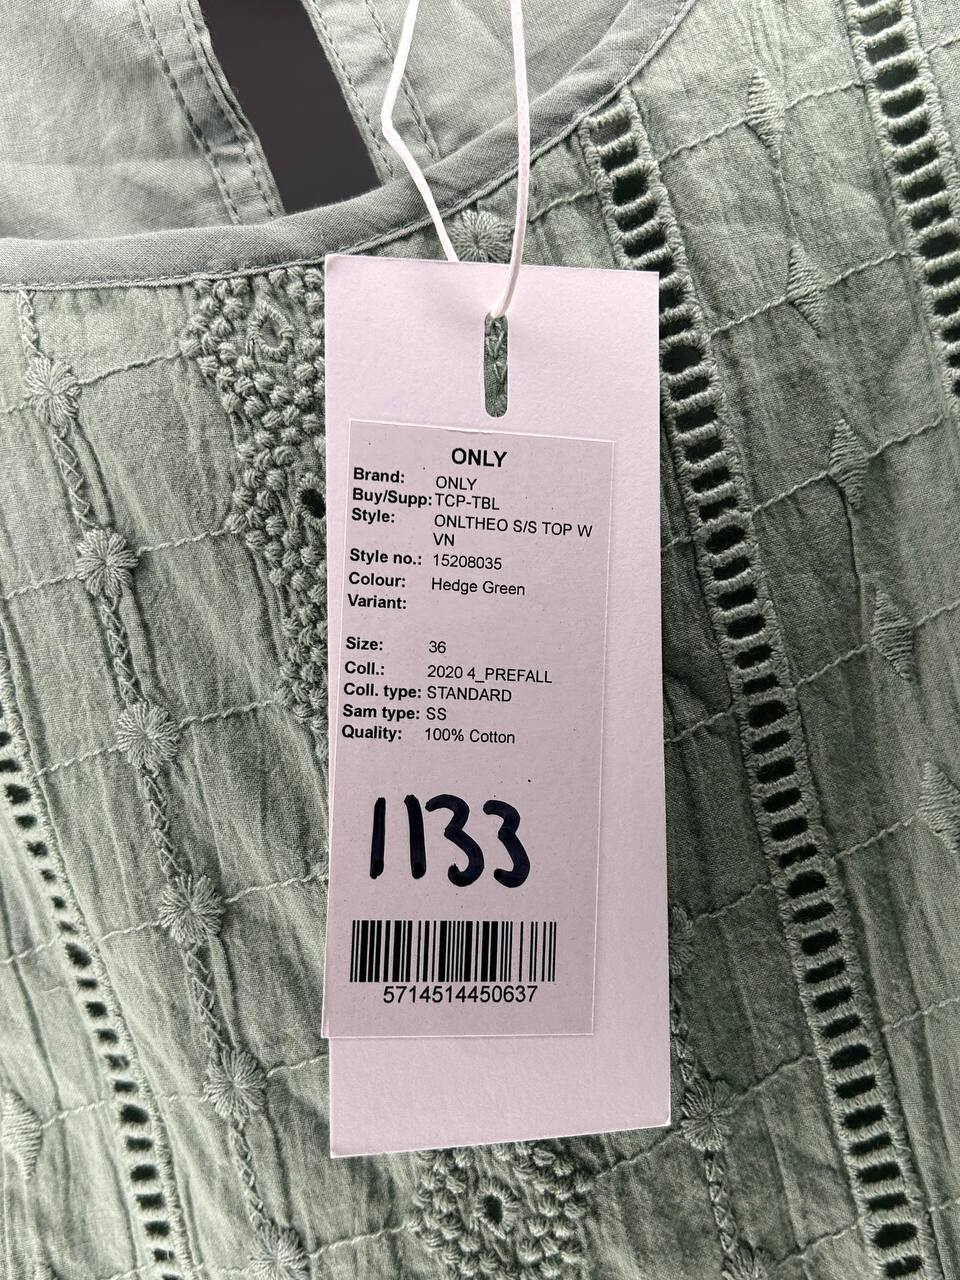 ONLY
Brand: ONLY
Buy/Supp: TCP-TBL
Style: ONLTHEO S/S TOP W
VN
Style no.: 15208035
Colour: Hedge Green
Variant:
Size: 36
Coll.: 2020 4_PREFALL
Coll. type: STANDARD
Sam type: SS
Quality: 100% Cotton
1133
5714514450637